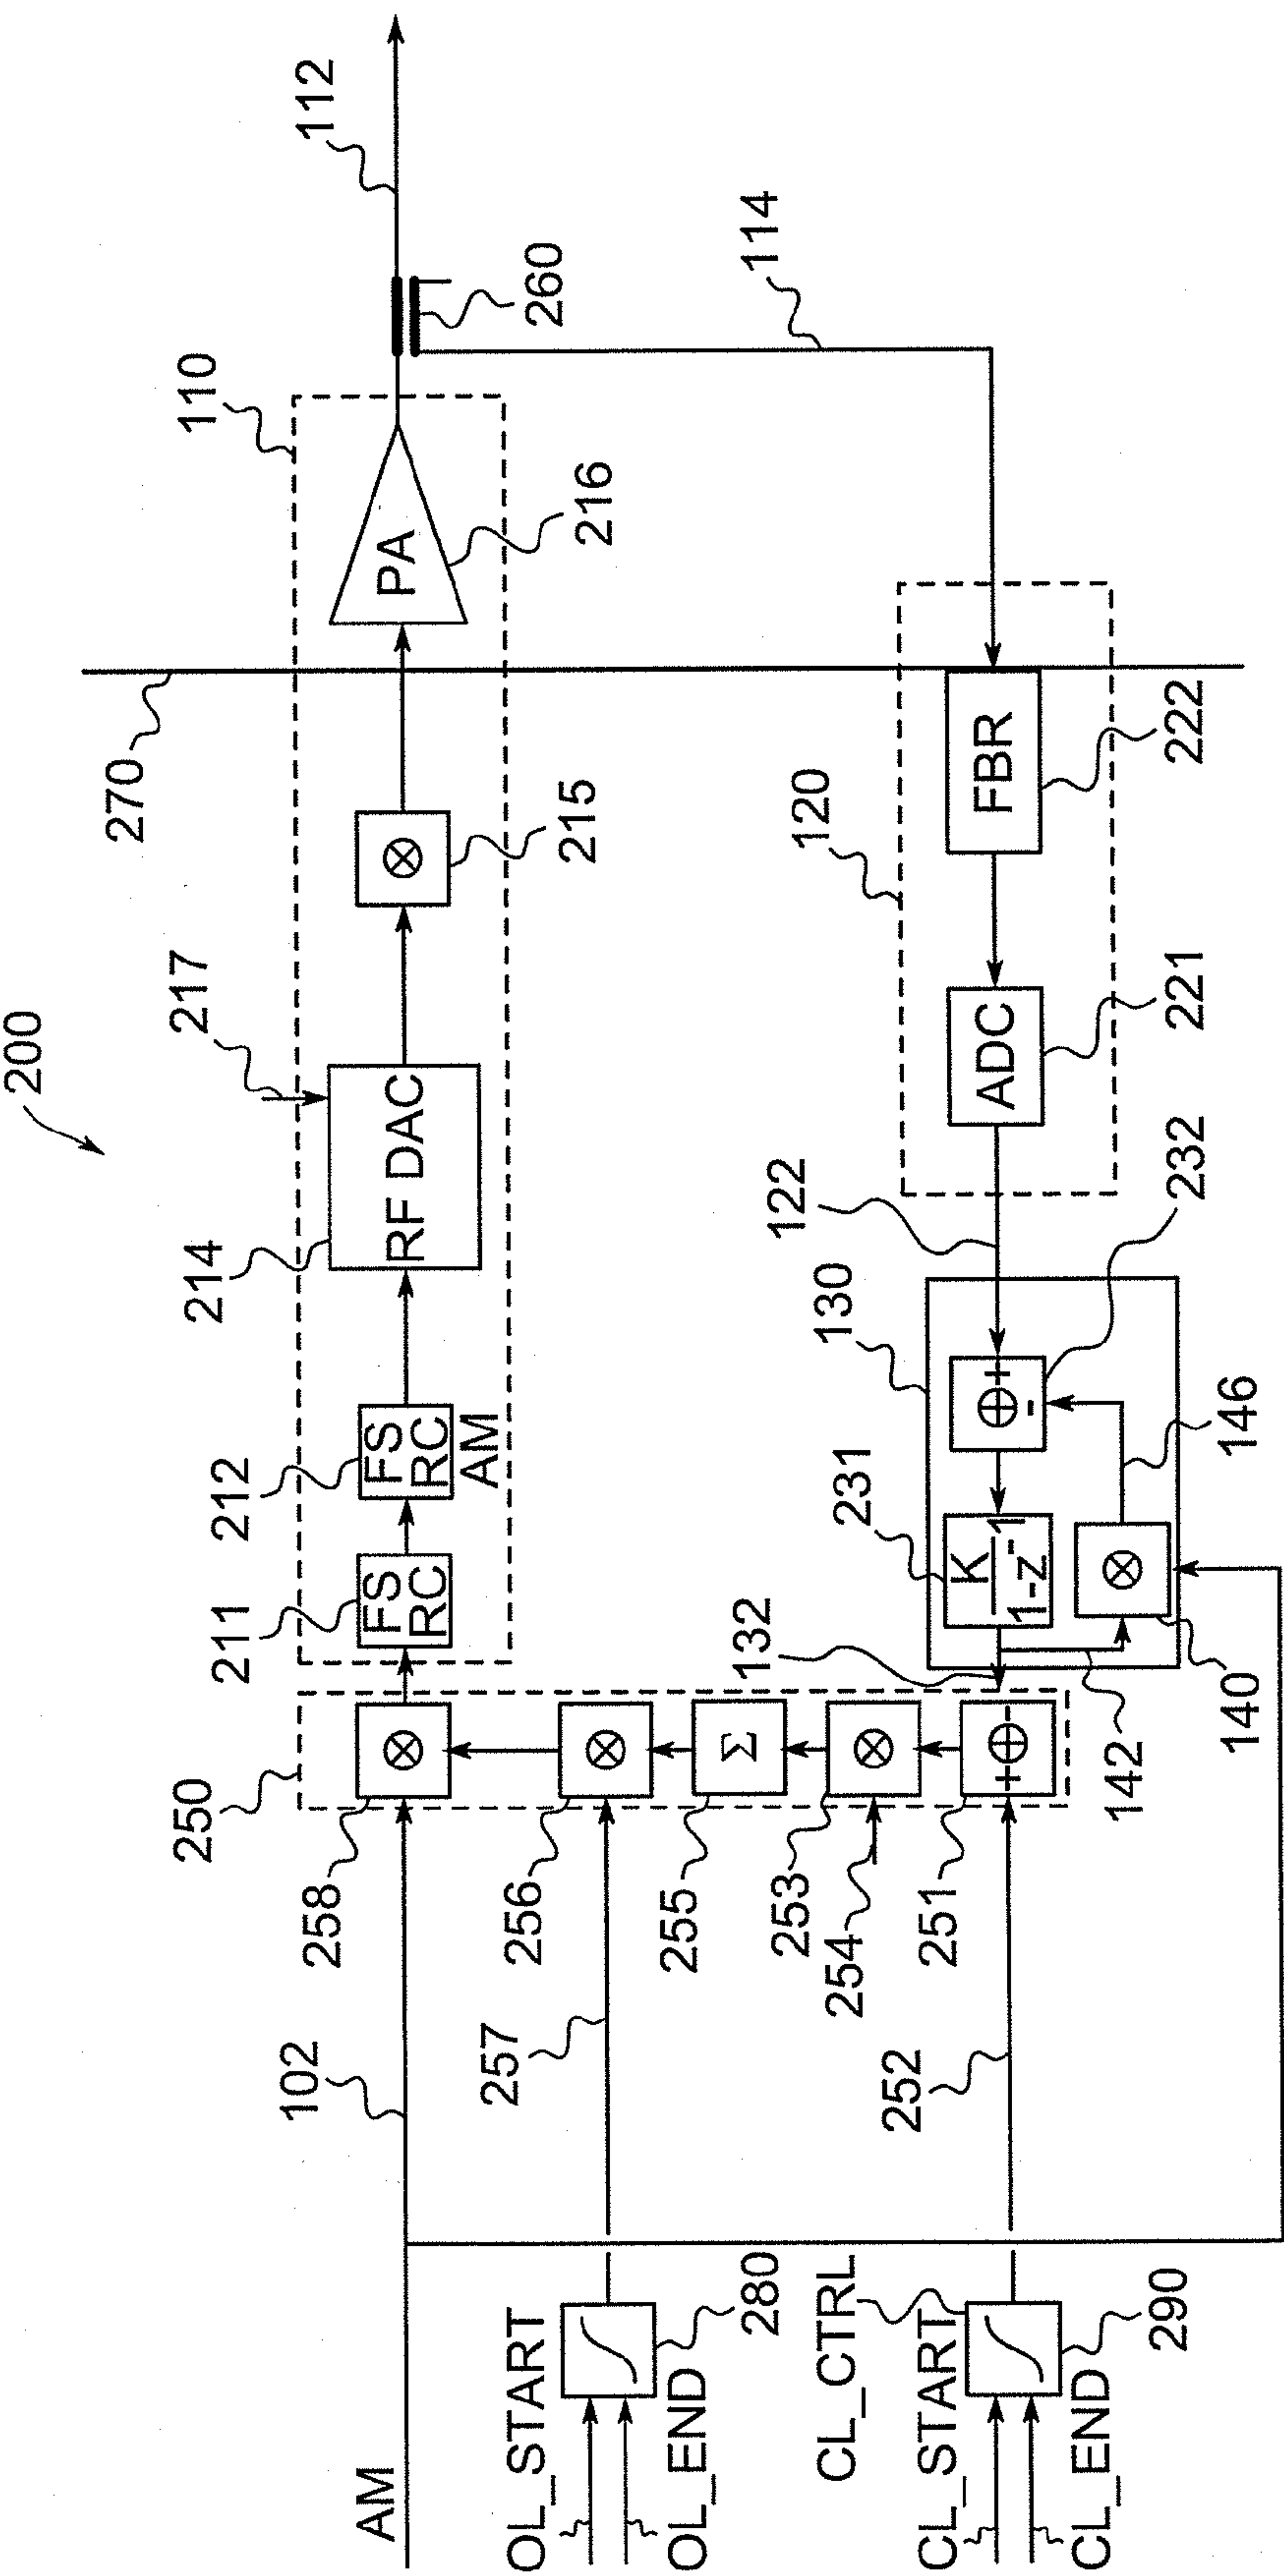 200
110
112
217
270
214
PA
RF DAC
⊗
260
216
215
212
FS
RC
FS
RC
AM
211
114
250
⊗
258
⊗
256
Σ
255
⊗
253
254
+ ⊕ -
251
132
142
140
130
231
K
1-z⁻¹
⊗
⊕ +
-
146
232
122
120
ADC
221
FBR
222
102
257
252
AM
OL_START
OL_END
280
CL_CTRL
CL_START
CL_END
290